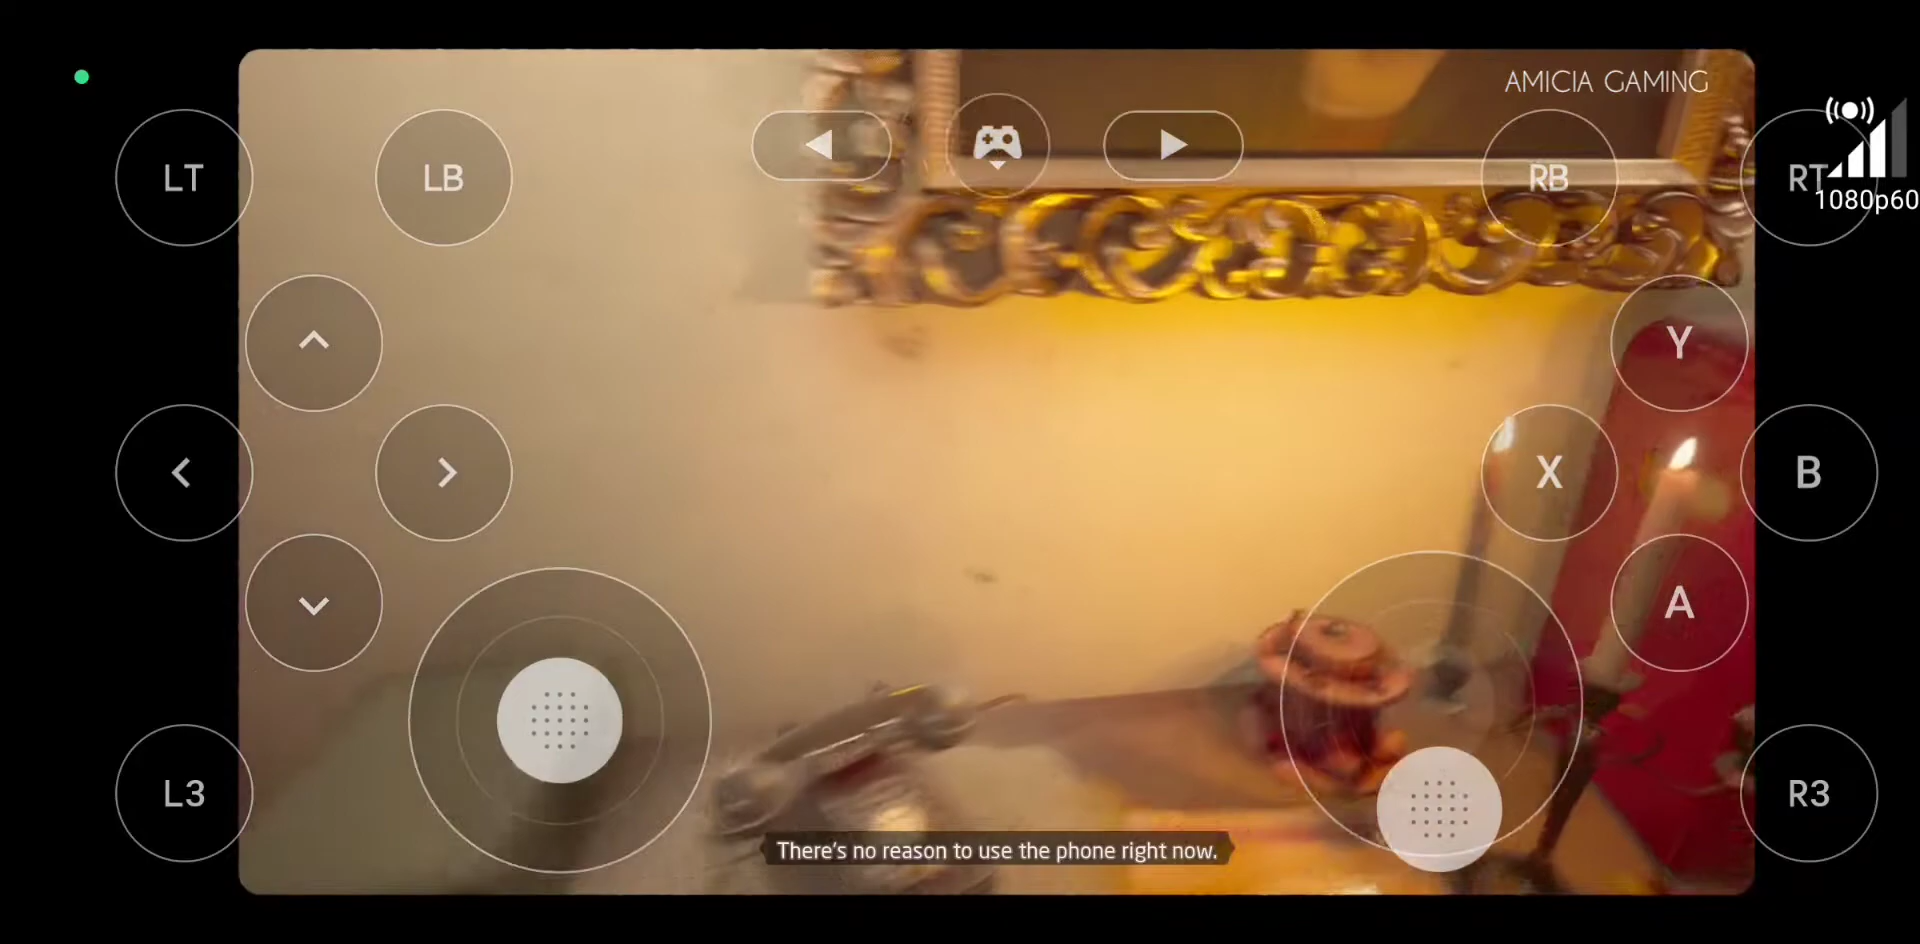 AMICIA GAMING
LT
LB
RB
RT
1080p60
Y
X
B
A
L3
R3
There's no reason to use the phone right now.